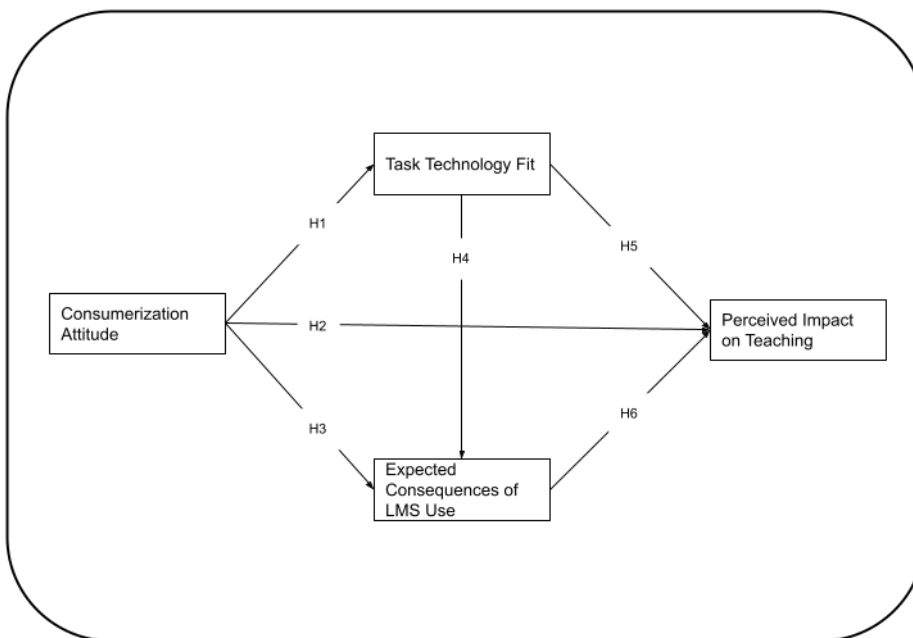 Task Technology Fit
H1
H4
H5
Consumerization
Attitude
H2
Perceived Impact
on Teaching
H3
H6
Expected
Consequences of
LMS Use